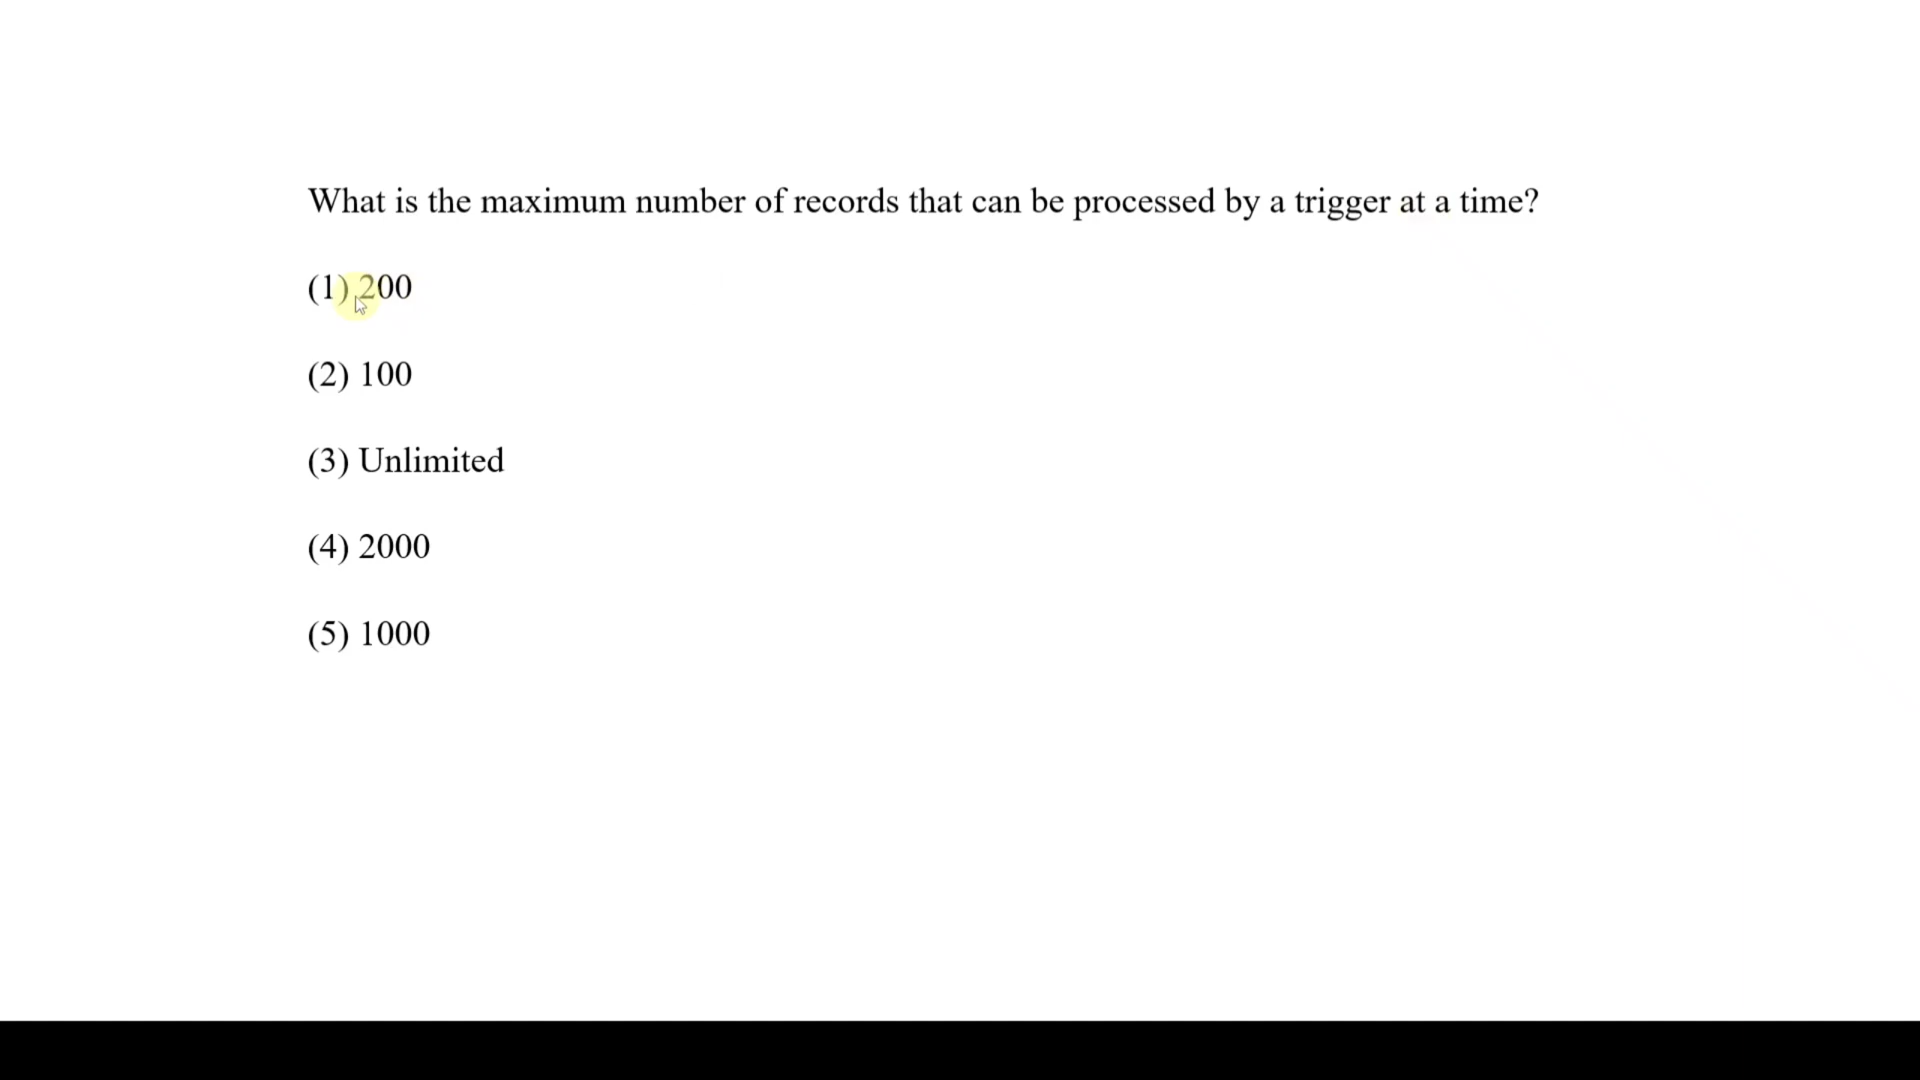 What is the maximum number of records that can be processed by a trigger at a time?
(1) 200
(2) 100
(3) Unlimited
(4) 2000
(5) 1000